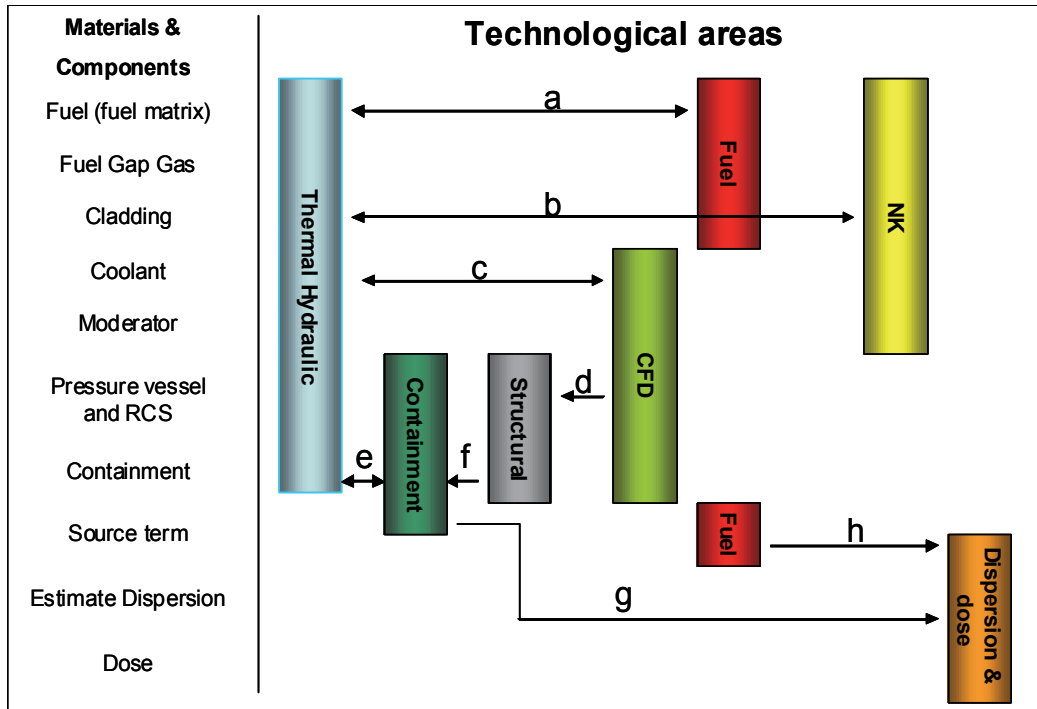 Materials &
Components
Technological areas
Fuel (fuel matrix)
Fuel Gap Gas
Cladding
Coolant
Moderator
Pressure vessel
and RCS
Containment
Source term
Estimate Dispersion
Dose
Thermal Hydraulic
Containment
Structural
CFD
Fuel
NK
Fuel
Dispersion &
dose
a
b
c
d
e
f
h
g